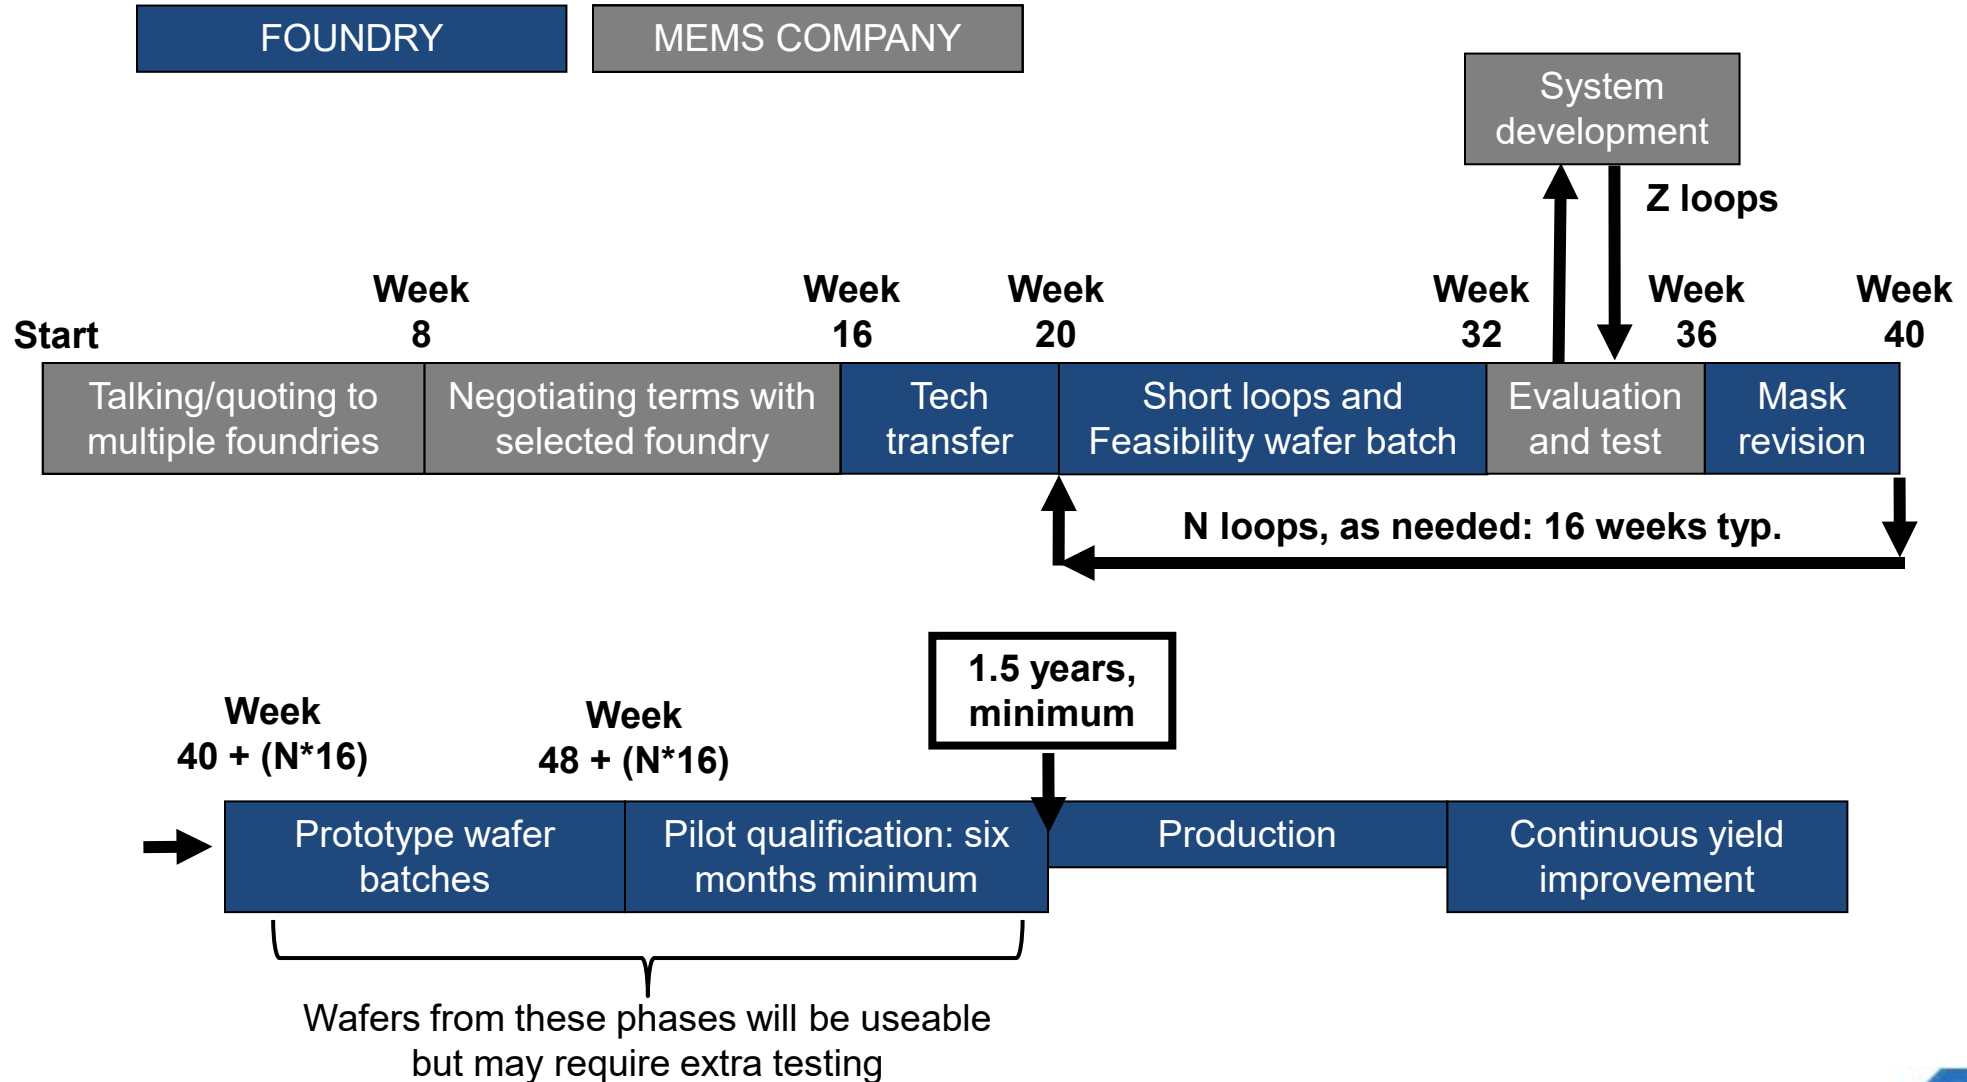 FOUNDRY
MEMS COMPANY
System
development
Z loops
Start
Week
8
Week
16
Week
20
Week
32
Week
36
Week
40
Talking/quoting to
multiple foundries
Negotiating terms with
selected foundry
Tech
transfer
Short loops and
Feasibility wafer batch
Evaluation
and test
Mask
revision
N loops, as needed: 16 weeks typ.
1.5 years,
minimum
Week
40 + (N*16)
Week
48 + (N*16)
Prototype wafer
batches
Pilot qualification: six
months minimum
Production
Continuous yield
improvement
Wafers from these phases will be useable
but may require extra testing